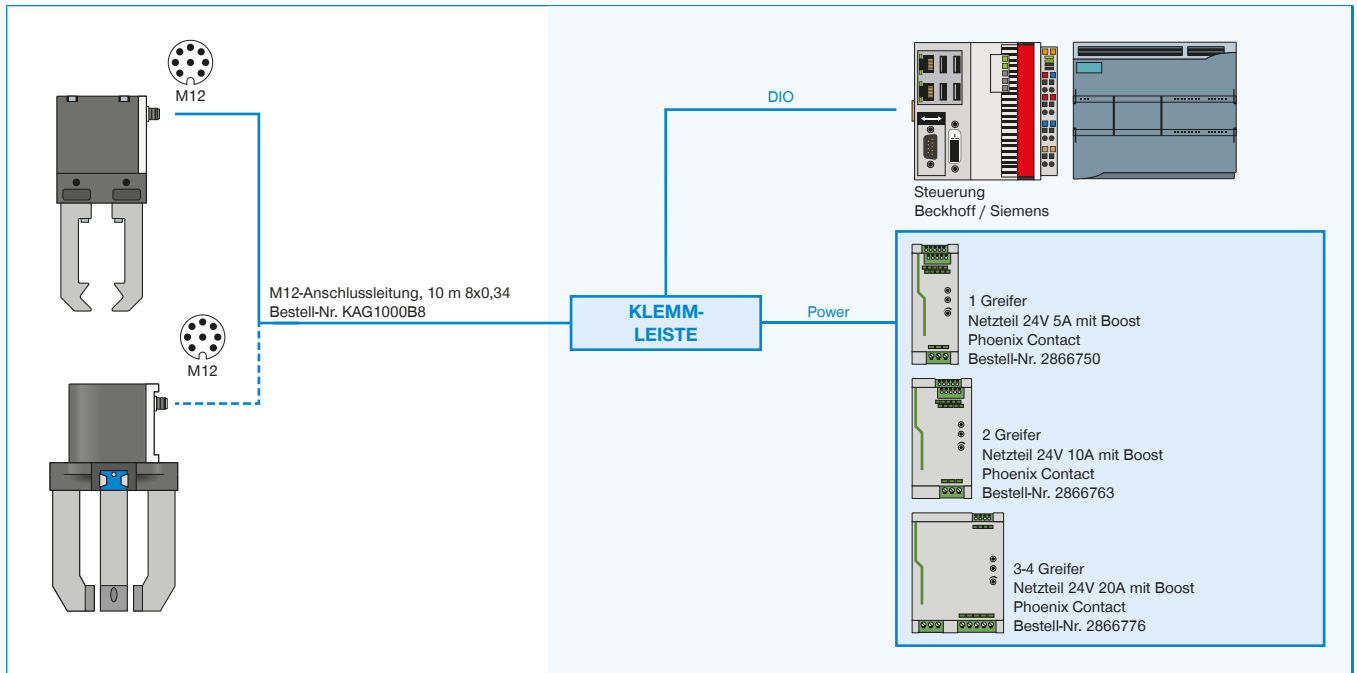 M12
M12
M12-Anschlussleitung, 10 m 8x0,34
Bestell-Nr. KAG1000B8
KLEMM-
LEISTE
DIO
Power
Steuerung
Beckhoff / Siemens
1 Greifer
Netzteil 24V 5A mit Boost
Phoenix Contact
Bestell-Nr. 2866750
2 Greifer
Netzteil 24V 10A mit Boost
Phoenix Contact
Bestell-Nr. 2866763
3-4 Greifer
Netzteil 24V 20A mit Boost
Phoenix Contact
Bestell-Nr. 2866776